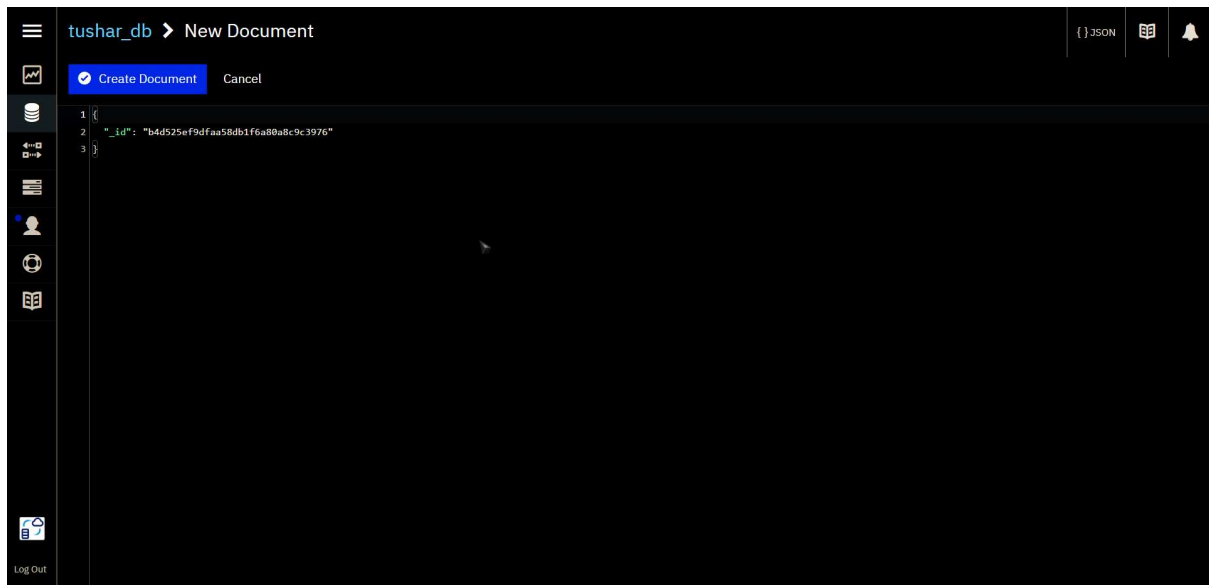 tushar_db > New Document
{ } JSON
Create Document
Cancel
1 {
2 "_id": "b4d525ef9dfaa58db1f6a80a8c9c3976"
3 }
Log Out